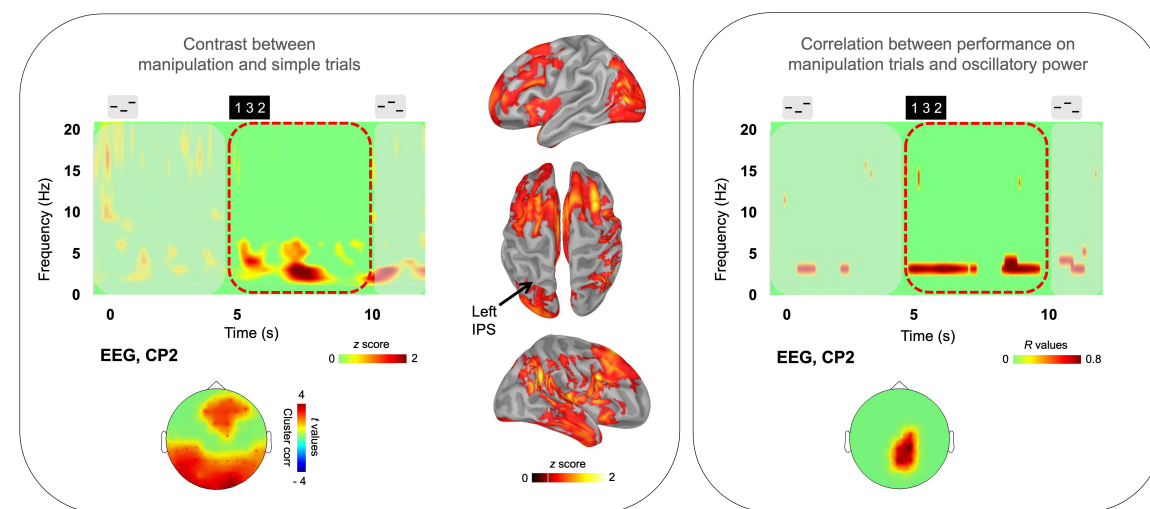 Contrast between
manipulation and simple trials
1 3 2
20
15
10
5
0
Frequency (Hz)
0 5 10
Time (s)
EEG, CP2
z score
0 2
4
t values
Cluster corr
- 4
Left
IPS
z score
0 2
Correlation between performance on
manipulation trials and oscillatory power
1 3 2
20
15
10
5
0
Frequency (Hz)
0 5 10
Time (s)
EEG, CP2
R values
0 0.8